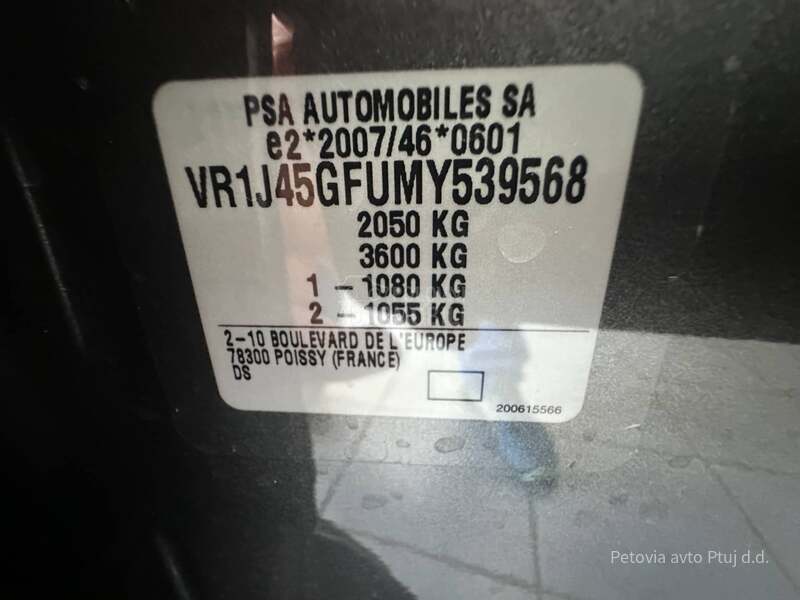 PSA AUTOMOBILES SA
e2*2007/46*0601
VR1J45GFUMY539568
2050 KG
3600 KG
1 - 1080 KG
2 - 1055 KG
2-10 BOULEVARD DE L'EUROPE
78300 POISSY (FRANCE)
DS
200615566
Petovia avto Ptuj d.d.